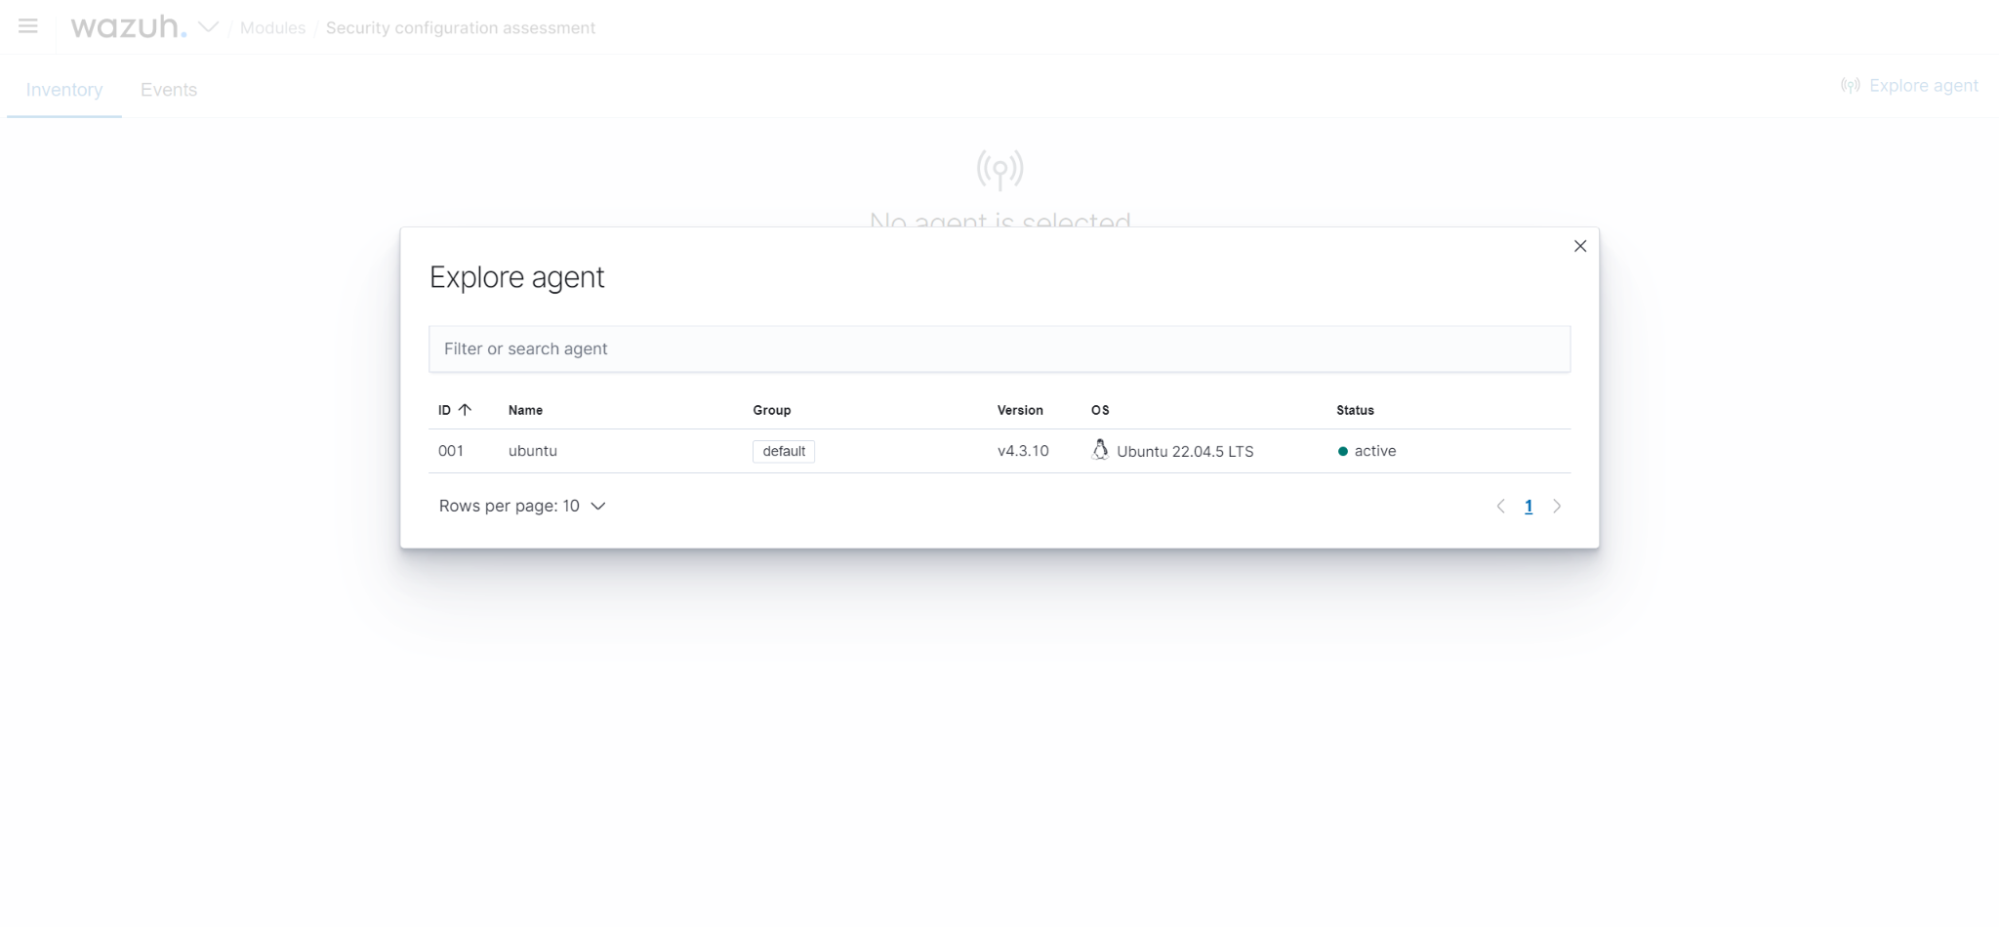 wazuh. / Modules / Security configuration assessment
Inventory Events Explore agent
No agent is selected
Explore agent
Filter or search agent
ID Name Group Version OS Status
001 ubuntu default v4.3.10 Ubuntu 22.04.5 LTS active
Rows per page: 10 1